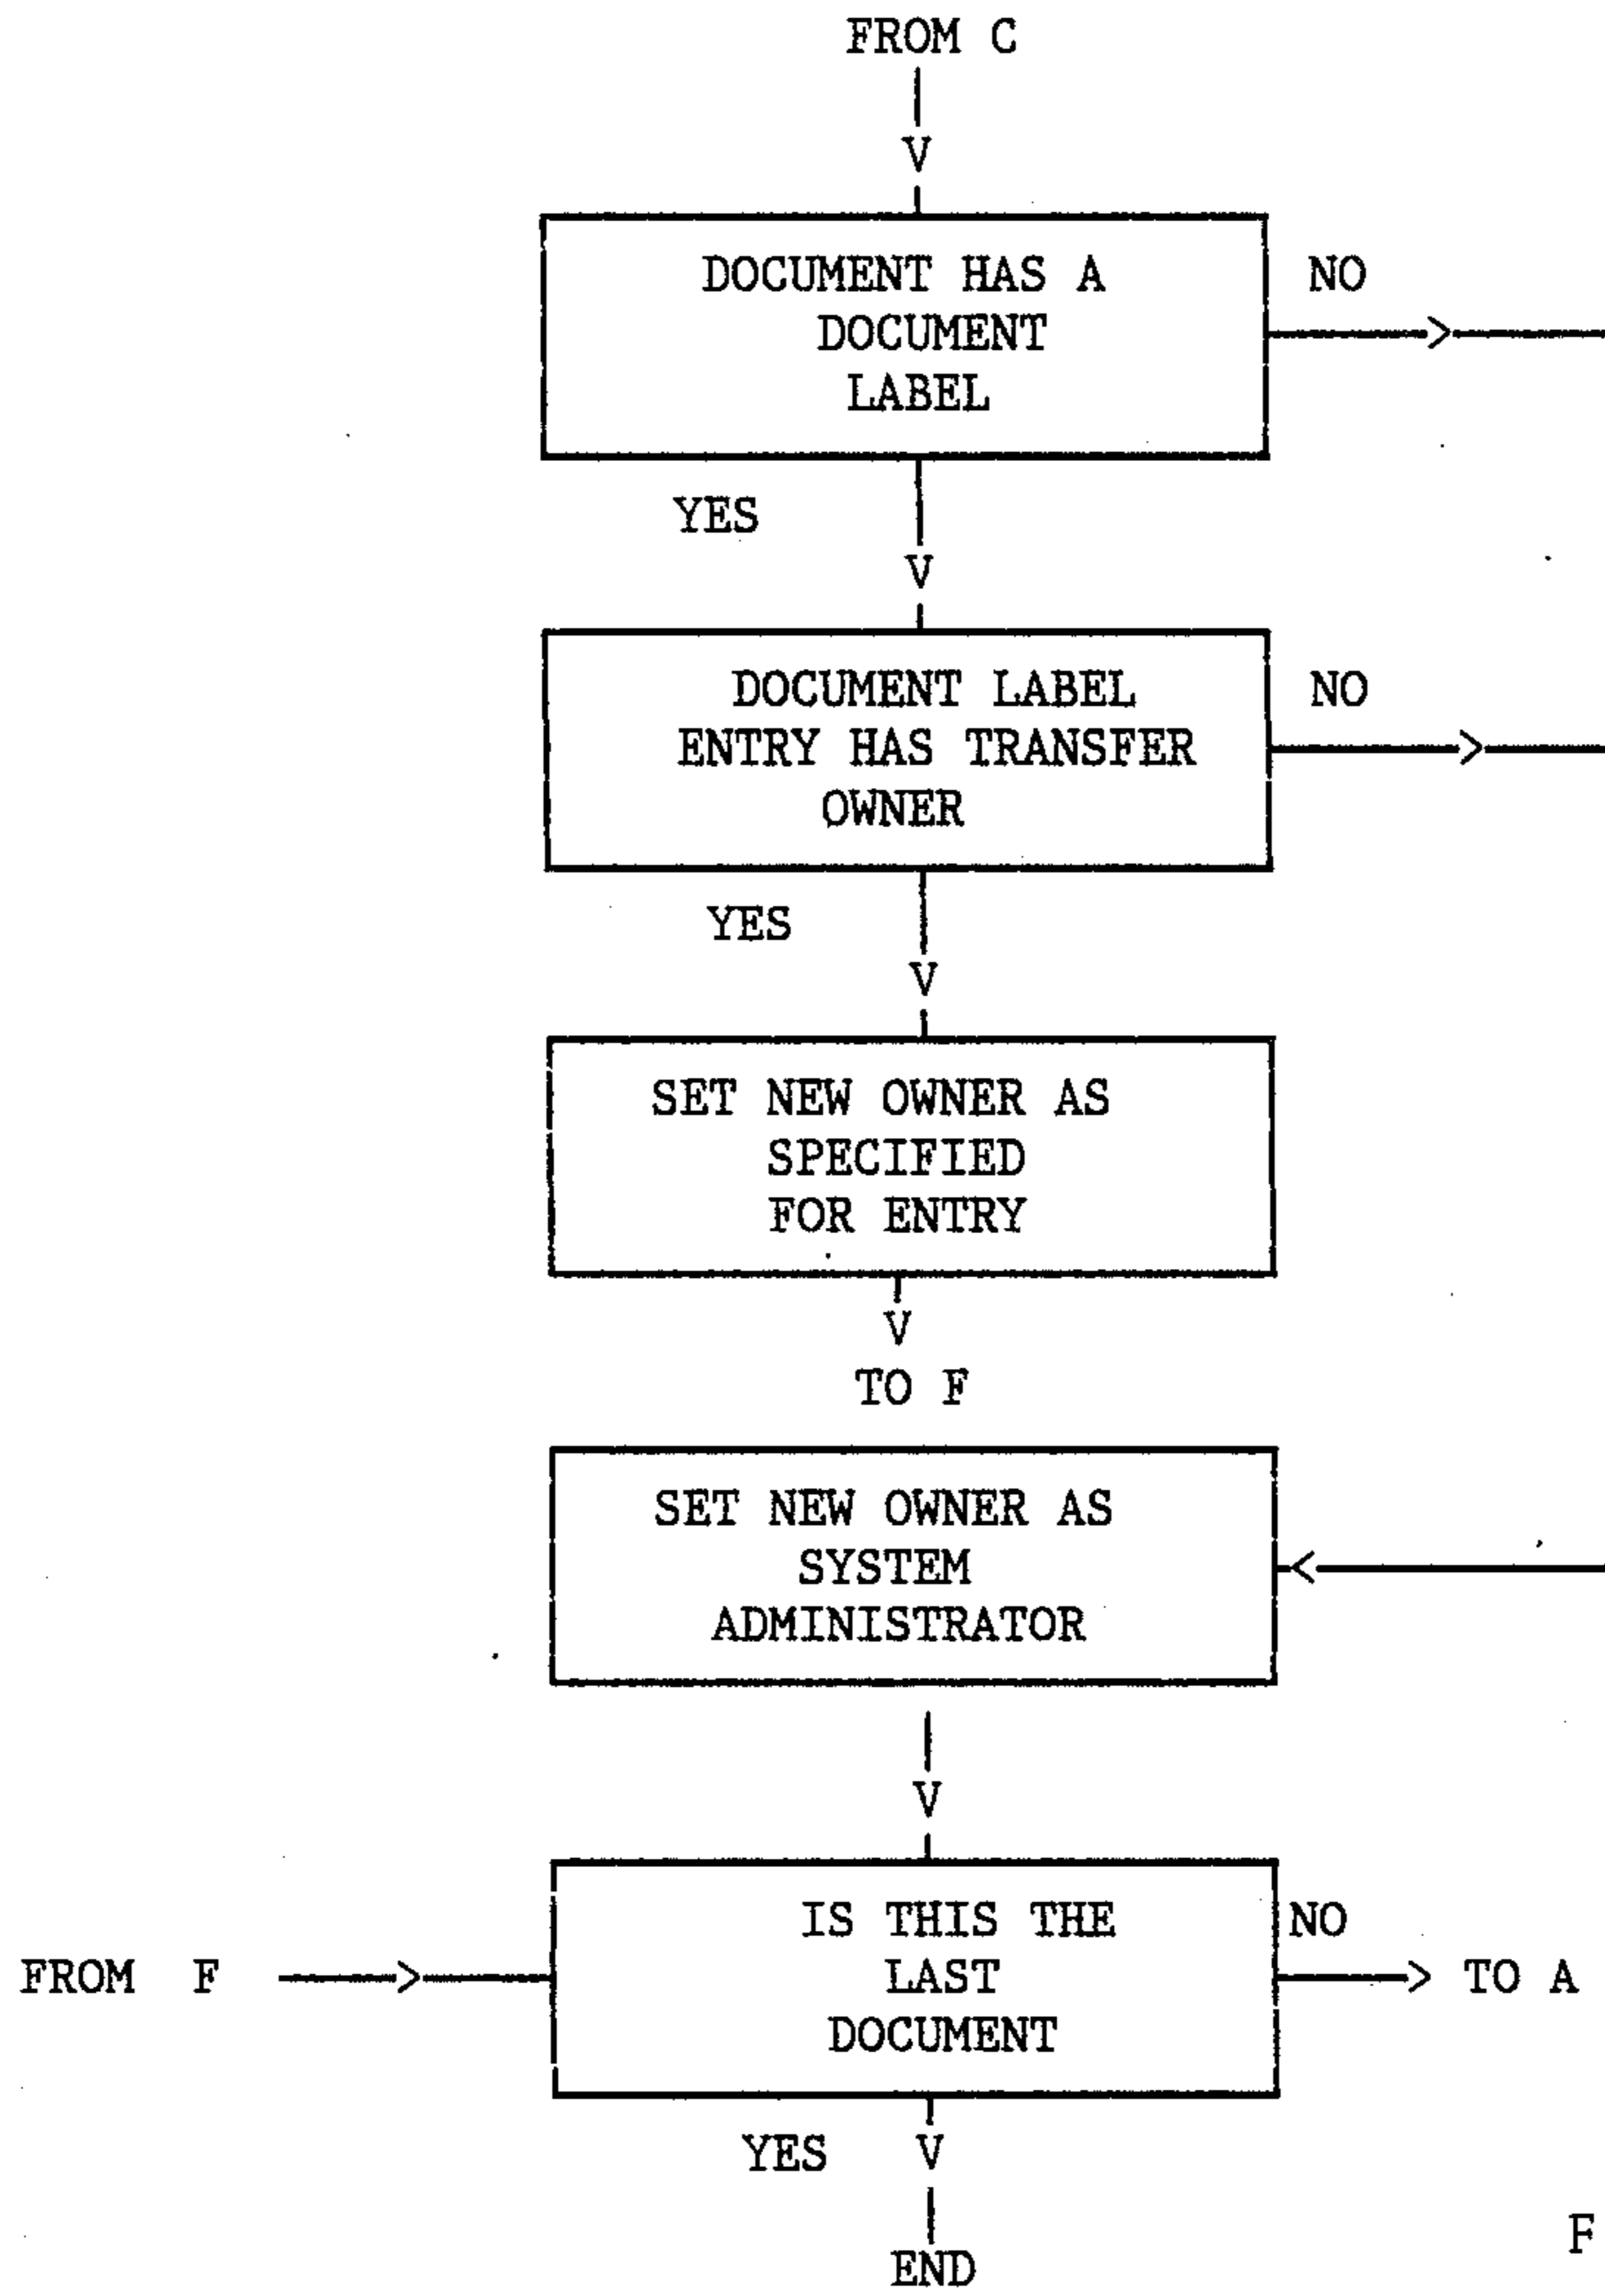 FROM C
V
DOCUMENT HAS A
DOCUMENT
LABEL
NO
>
YES
V
DOCUMENT LABEL
ENTRY HAS TRANSFER
OWNER
NO
>
YES
V
SET NEW OWNER AS
SPECIFIED
FOR ENTRY
V
TO F
SET NEW OWNER AS
SYSTEM
ADMINISTRATOR
<
V
FROM F
>
IS THIS THE
LAST
DOCUMENT
NO
> TO A
YES V
END
F